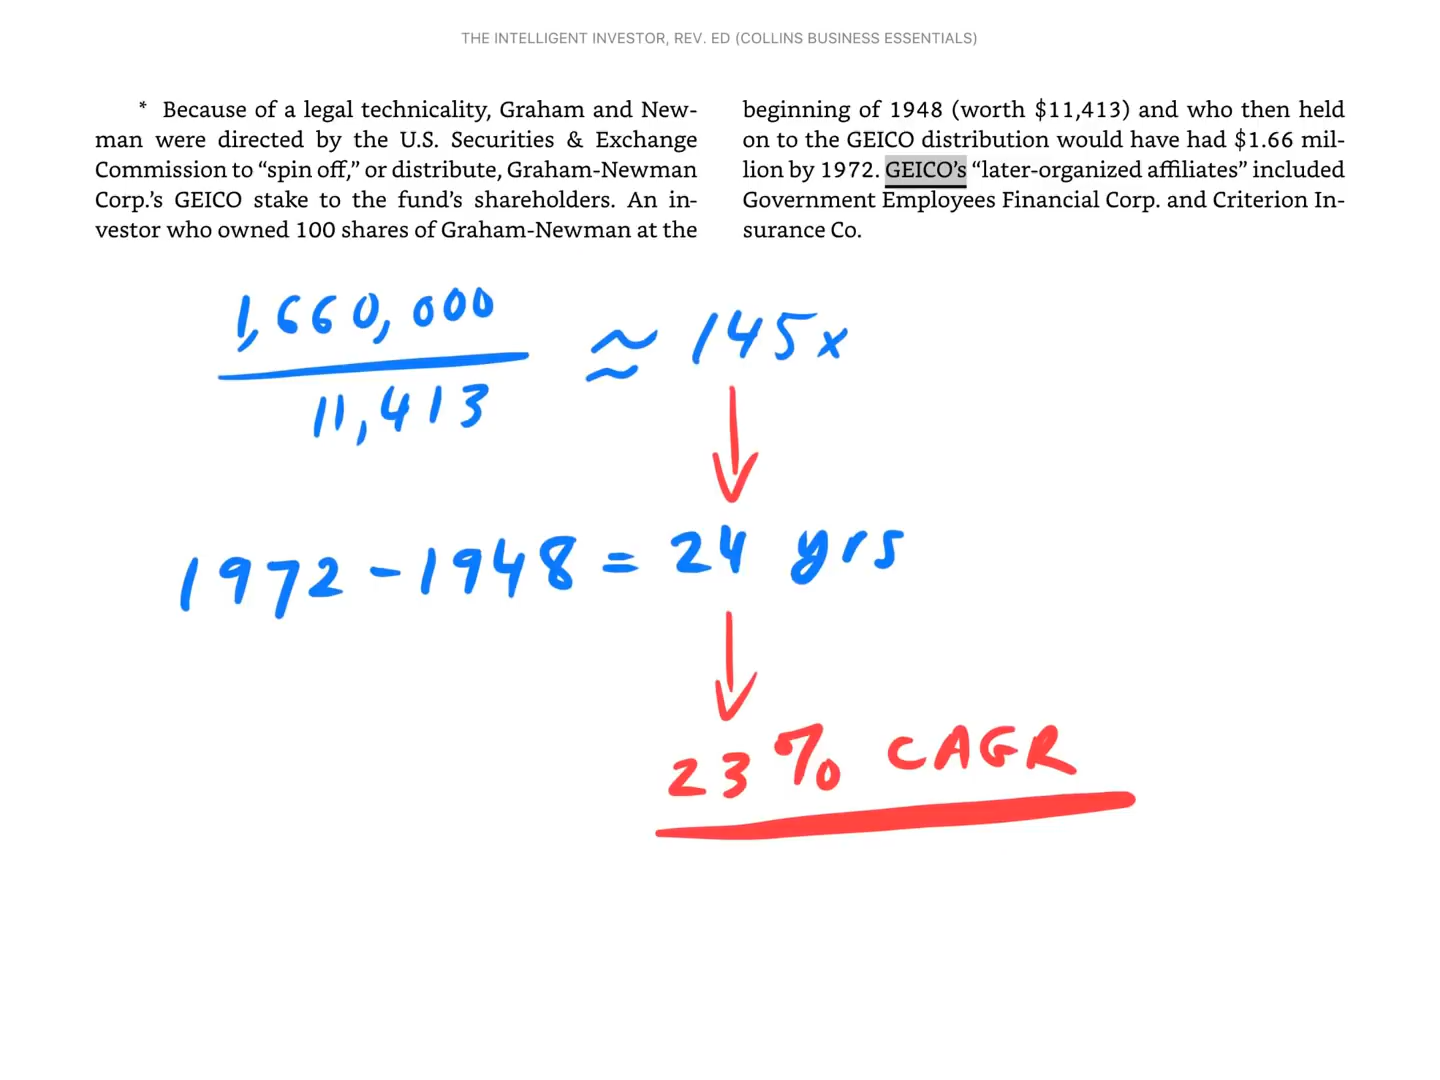 THE INTELLIGENT INVESTOR, REV. ED (COLLINS BUSINESS ESSENTIALS)
* Because of a legal technicality, Graham and New-
man were directed by the U.S. Securities & Exchange
Commission to “spin off,” or distribute, Graham-Newman
Corp.’s GEICO stake to the fund’s shareholders. An in-
vestor who owned 100 shares of Graham-Newman at the
beginning of 1948 (worth $11,413) and who then held
on to the GEICO distribution would have had $1.66 mil-
lion by 1972. GEICO’s “later-organized affiliates” included
Government Employees Financial Corp. and Criterion In-
surance Co.
1,660,000
11,413
≈ 145x
1972 - 1948 = 24 yrs
23% CAGR